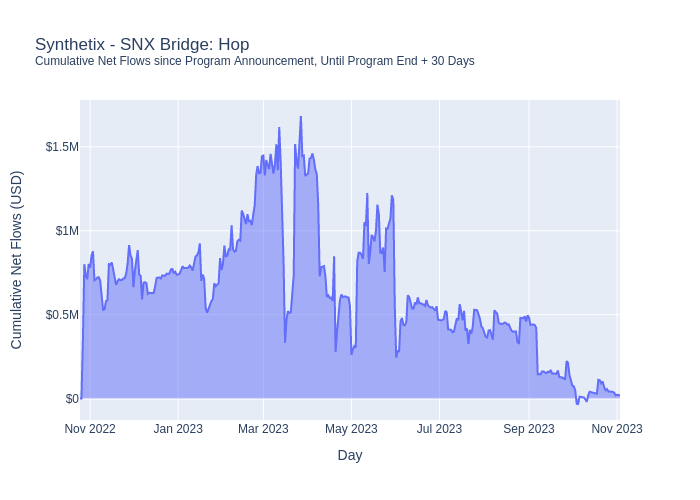 Synthetix - SNX Bridge: Hop
Cumulative Net Flows since Program Announcement, Until Program End + 30 Days
Cumulative Net Flows (USD)
$1.5M
$1M
$0.5M
$0
Nov 2022 Jan 2023 Mar 2023 May 2023 Jul 2023 Sep 2023 Nov 2023
Day